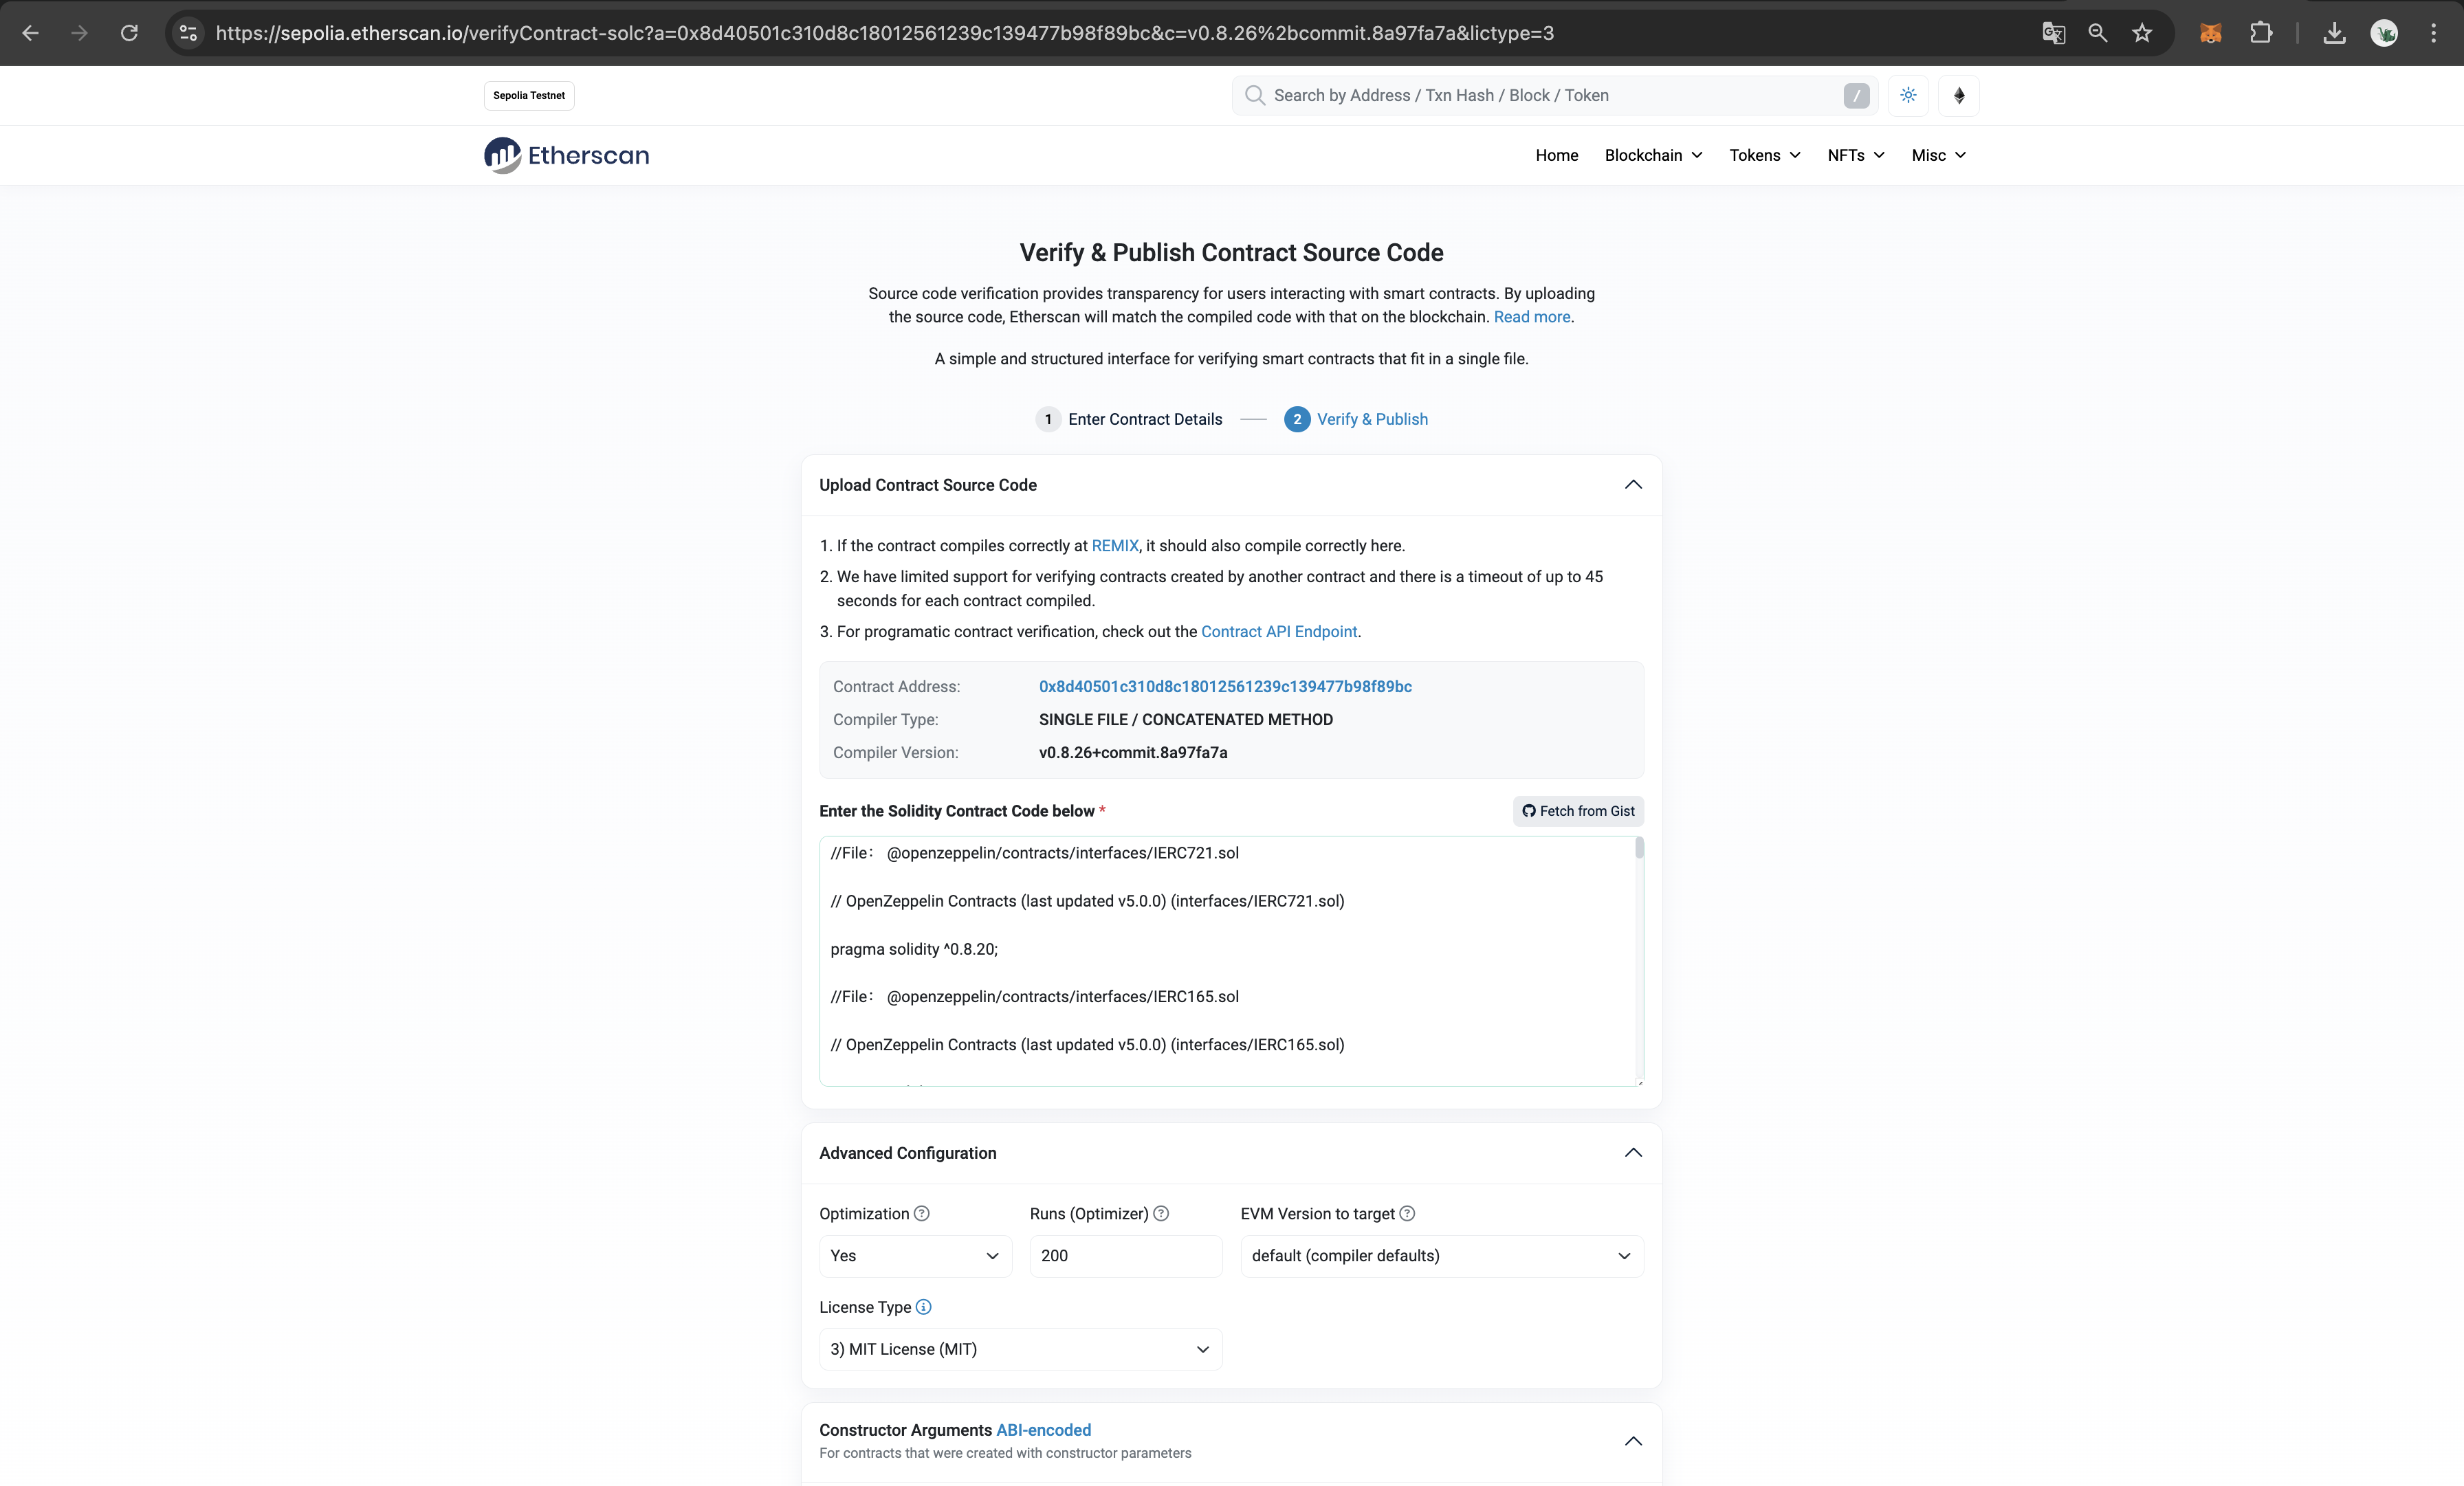 https://sepolia.etherscan.io/verifyContract-solc?a=0x8d40501c310d8c18012561239c139477b98f89bc&c=v0.8.26%2bcommit.8a97fa7a&lictype=3
Sepolia Testnet
Search by Address / Txn Hash / Block / Token
/
Etherscan
Home Blockchain Tokens NFTs Misc
Verify & Publish Contract Source Code
Source code verification provides transparency for users interacting with smart contracts. By uploading
the source code, Etherscan will match the compiled code with that on the blockchain. Read more.
A simple and structured interface for verifying smart contracts that fit in a single file.
1 Enter Contract Details 2 Verify & Publish
Upload Contract Source Code
1. If the contract compiles correctly at REMIX, it should also compile correctly here.
2. We have limited support for verifying contracts created by another contract and there is a timeout of up to 45
seconds for each contract compiled.
3. For programatic contract verification, check out the Contract API Endpoint.
Contract Address: 0x8d40501c310d8c18012561239c139477b98f89bc
Compiler Type: SINGLE FILE / CONCATENATED METHOD
Compiler Version: v0.8.26+commit.8a97fa7a
Enter the Solidity Contract Code below *
Fetch from Gist
//File： @openzeppelin/contracts/interfaces/IERC721.sol
// OpenZeppelin Contracts (last updated v5.0.0) (interfaces/IERC721.sol)
pragma solidity ^0.8.20;
//File： @openzeppelin/contracts/interfaces/IERC165.sol
// OpenZeppelin Contracts (last updated v5.0.0) (interfaces/IERC165.sol)
Advanced Configuration
Optimization Runs (Optimizer) EVM Version to target
Yes 200 default (compiler defaults)
License Type
3) MIT License (MIT)
Constructor Arguments ABI-encoded
For contracts that were created with constructor parameters